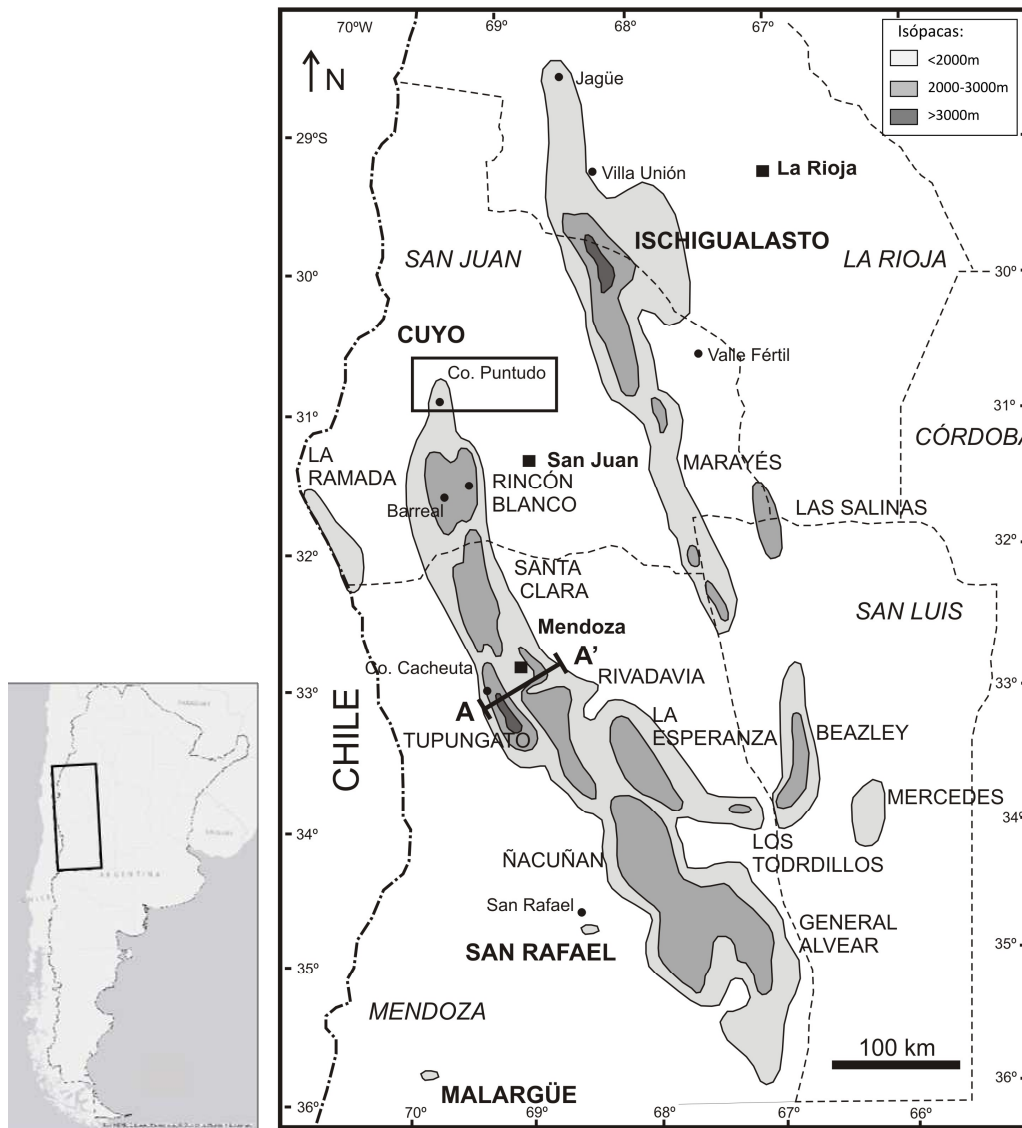 70ºW
69º
68º
67º
Isópacas:
<2000m
2000-3000m
>3000m
N
Jagüe
29ºS
Villa Unión
La Rioja
ISCHIGUALASTO
SAN JUAN
LA RIOJA
30º
30º
CUYO
Co. Puntudo
Valle Fértil
31º
31º
CÓRDOBA
LA
RAMADA
San Juan
MARAYÉS
RINCÓN
BLANCO
Barreal
LAS SALINAS
32º
32º
SANTA
CLARA
SAN LUIS
Mendoza
A'
Co. Cacheuta
RIVADAVIA
33º
33º
A
TUPUNGATO
LA
ESPERANZA
BEAZLEY
CHILE
MERCEDES
34º
34º
LOS
TODRDILLOS
ÑACUÑAN
San Rafael
GENERAL
ALVEAR
SAN RAFAEL
35º
35º
MENDOZA
100 km
MALARGÜE
36º
36º
70º
69º
68º
67º
66º
ARGENTINA